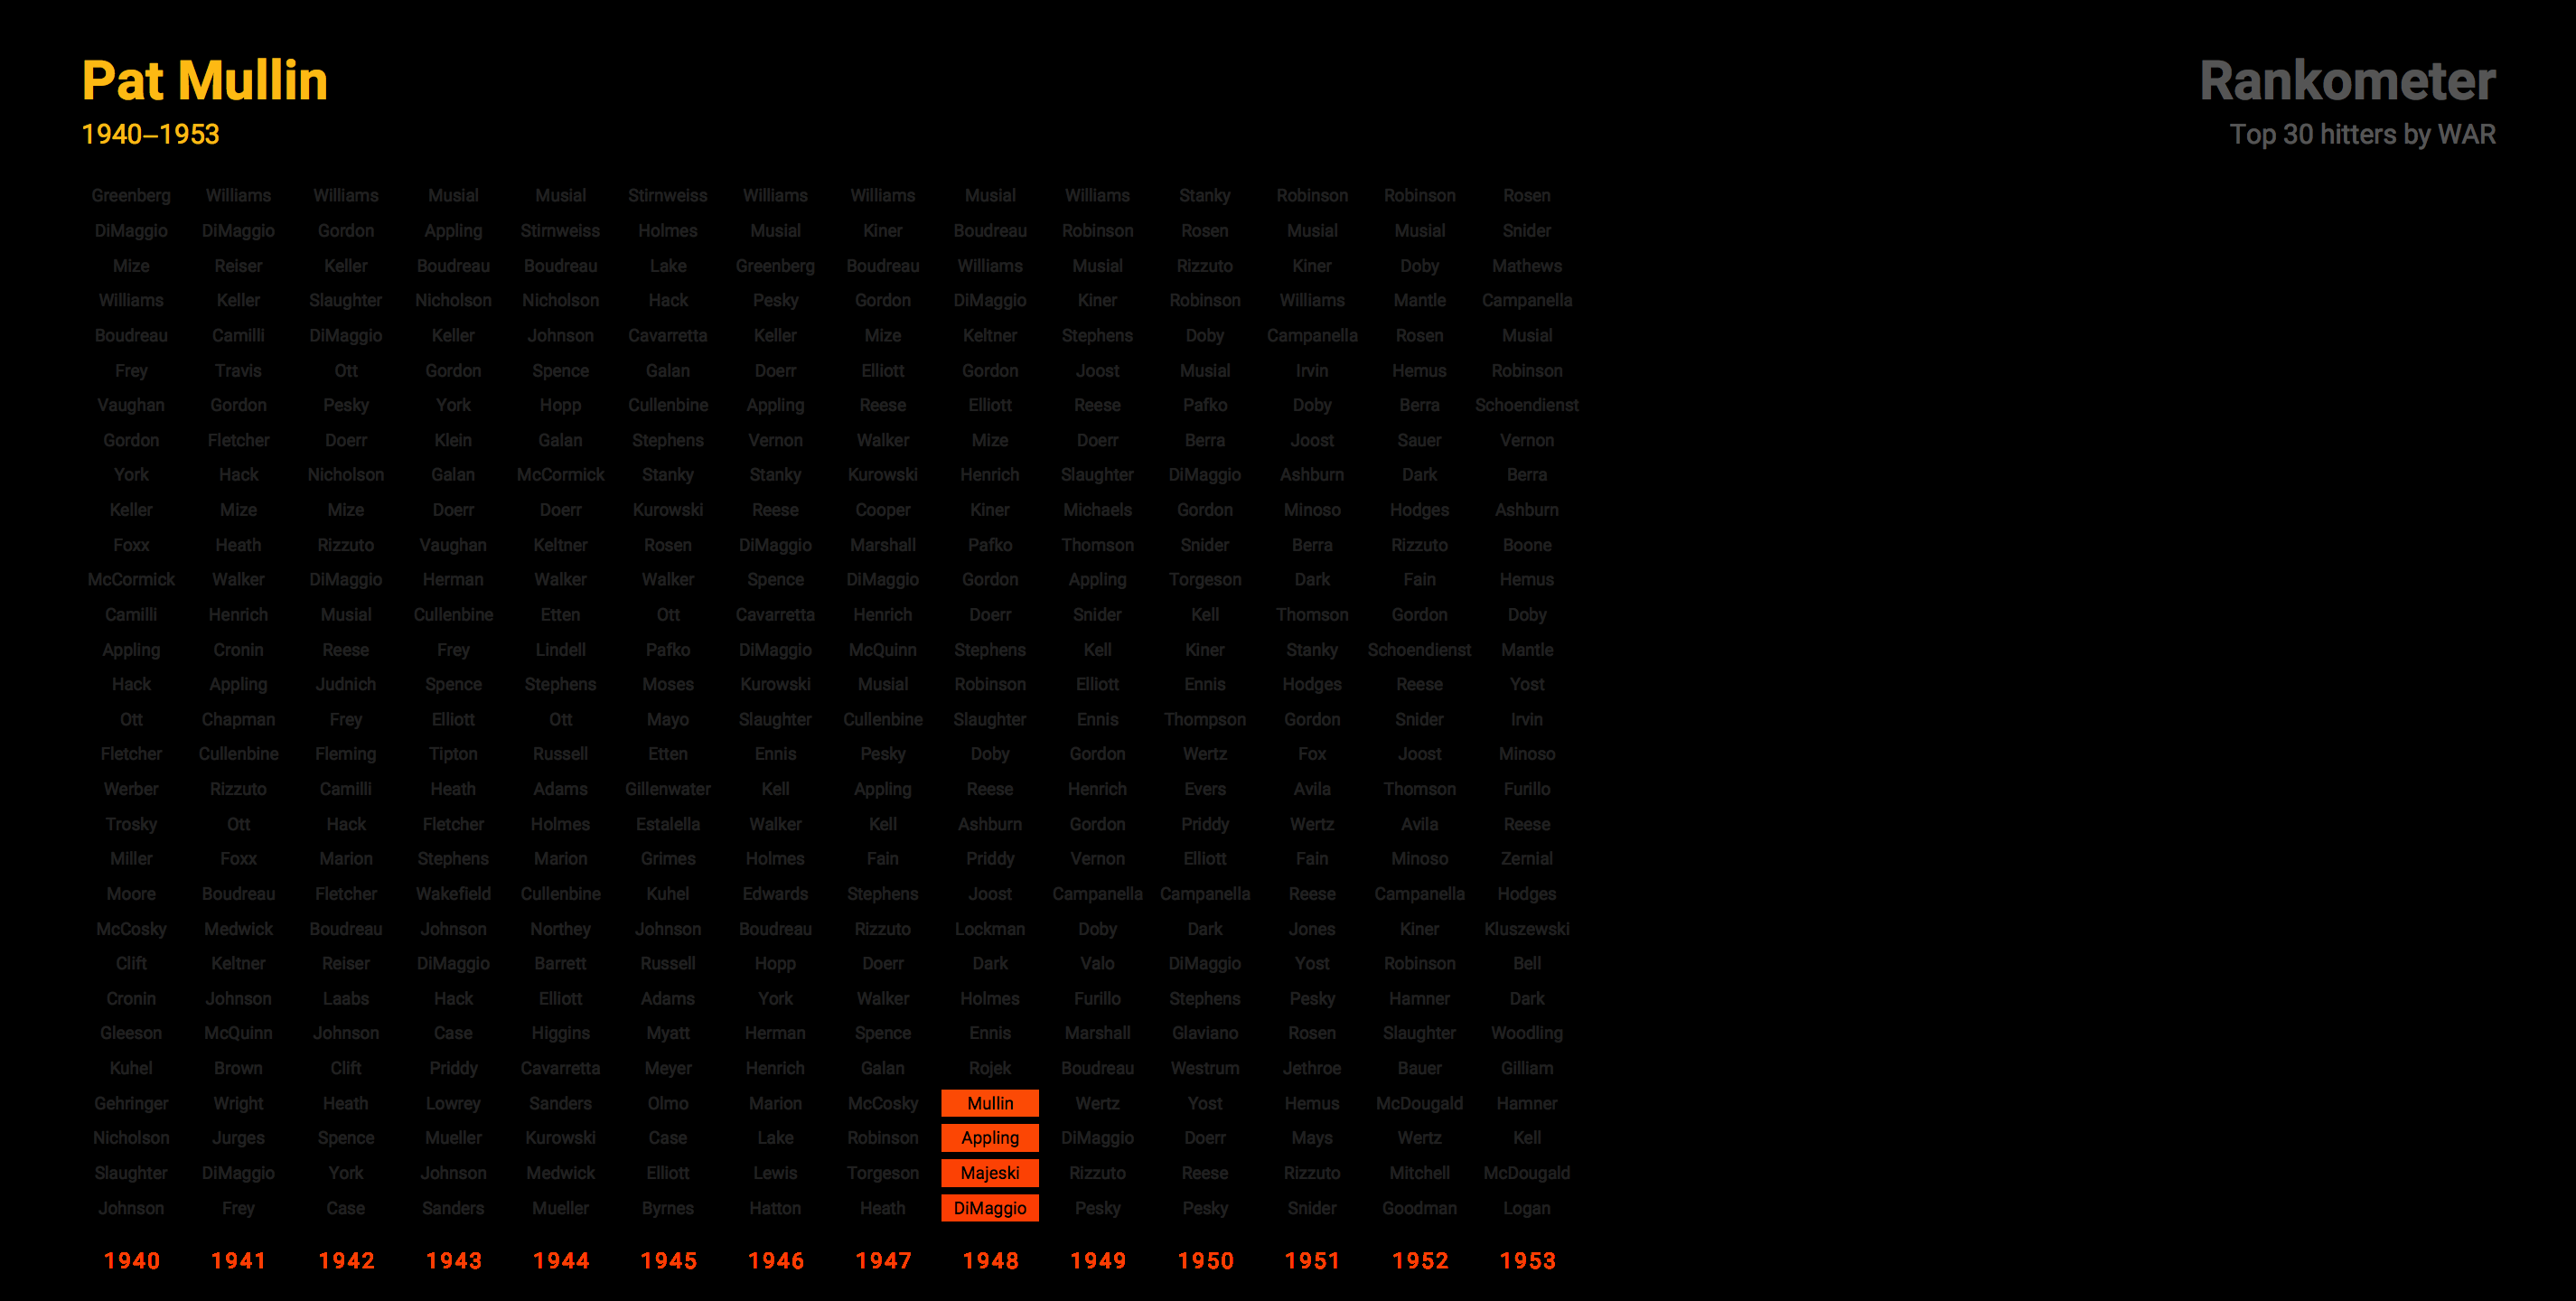 Pat Mullin
1940–1953
Rankometer
Top 30 hitters by WAR
Greenberg Williams Williams Musial Musial Stirnweiss Williams Williams Musial Williams Stanky Robinson Robinson Rosen
DiMaggio DiMaggio Gordon Appling Stirnweiss Holmes Musial Kiner Boudreau Robinson Rosen Musial Musial Snider
Mize Reiser Keller Boudreau Boudreau Lake Greenberg Boudreau Williams Musial Rizzuto Kiner Doby Mathews
Williams Keller Slaughter Nicholson Nicholson Hack Pesky Gordon DiMaggio Kiner Robinson Williams Mantle Campanella
Boudreau Camilli DiMaggio Keller Johnson Cavarretta Keller Mize Keltner Stephens Doby Campanella Rosen Musial
Frey Travis Ott Gordon Spence Galan Doerr Elliott Gordon Joost Musial Irvin Hemus Robinson
Vaughan Gordon Pesky York Hopp Cullenbine Appling Reese Elliott Reese Pafko Doby Berra Schoendienst
Gordon Fletcher Doerr Klein Galan Stephens Vernon Walker Mize Doerr Berra Joost Sauer Vernon
York Hack Nicholson Galan McCormick Stanky Stanky Kurowski Henrich Slaughter DiMaggio Ashburn Dark Berra
Keller Mize Mize Doerr Doerr Kurowski Reese Cooper Kiner Michaels Gordon Minoso Hodges Ashburn
Foxx Heath Rizzuto Vaughan Keltner Rosen DiMaggio Marshall Pafko Thomson Snider Berra Rizzuto Boone
McCormick Walker DiMaggio Herman Walker Walker Spence DiMaggio Gordon Appling Torgeson Dark Fain Hemus
Camilli Henrich Musial Cullenbine Etten Ott Cavarretta Henrich Doerr Snider Kell Thomson Gordon Doby
Appling Cronin Reese Frey Lindell Pafko DiMaggio McQuinn Stephens Kell Kiner Stanky Schoendienst Mantle
Hack Appling Judnich Spence Stephens Moses Kurowski Musial Robinson Elliott Ennis Hodges Reese Yost
Ott Chapman Frey Elliott Ott Mayo Slaughter Cullenbine Slaughter Ennis Thompson Gordon Snider Irvin
Fletcher Cullenbine Fleming Tipton Russell Etten Ennis Pesky Doby Gordon Wertz Fox Joost Minoso
Werber Rizzuto Camilli Heath Adams Gillenwater Kell Appling Reese Henrich Evers Avila Thomson Furillo
Trosky Ott Hack Fletcher Holmes Estalella Walker Kell Ashburn Gordon Priddy Wertz Avila Reese
Miller Foxx Marion Stephens Marion Grimes Holmes Fain Priddy Vernon Elliott Fain Minoso Zernial
Moore Boudreau Fletcher Wakefield Cullenbine Kuhel Edwards Stephens Joost Campanella Campanella Reese Campanella Hodges
McCosky Medwick Boudreau Johnson Northey Johnson Boudreau Rizzuto Lockman Doby Dark Jones Kiner Kluszewski
Clift Keltner Reiser DiMaggio Barrett Russell Hopp Doerr Dark Valo DiMaggio Yost Robinson Bell
Cronin Johnson Laabs Hack Elliott Adams York Walker Holmes Furillo Stephens Pesky Hamner Dark
Gleeson McQuinn Johnson Case Higgins Myatt Herman Spence Ennis Marshall Glaviano Rosen Slaughter Woodling
Kuhel Brown Clift Priddy Cavarretta Meyer Henrich Galan Rojek Boudreau Westrum Jethroe Bauer Gilliam
Gehringer Wright Heath Lowrey Sanders Olmo Marion McCosky Mullin Wertz Yost Hemus McDougald Hamner
Nicholson Jurges Spence Mueller Kurowski Case Lake Robinson Appling DiMaggio Doerr Mays Wertz Kell
Slaughter DiMaggio York Johnson Medwick Elliott Lewis Torgeson Majeski Rizzuto Reese Rizzuto Mitchell McDougald
Johnson Frey Case Sanders Mueller Byrnes Hatton Heath DiMaggio Pesky Pesky Snider Goodman Logan
1940 1941 1942 1943 1944 1945 1946 1947 1948 1949 1950 1951 1952 1953